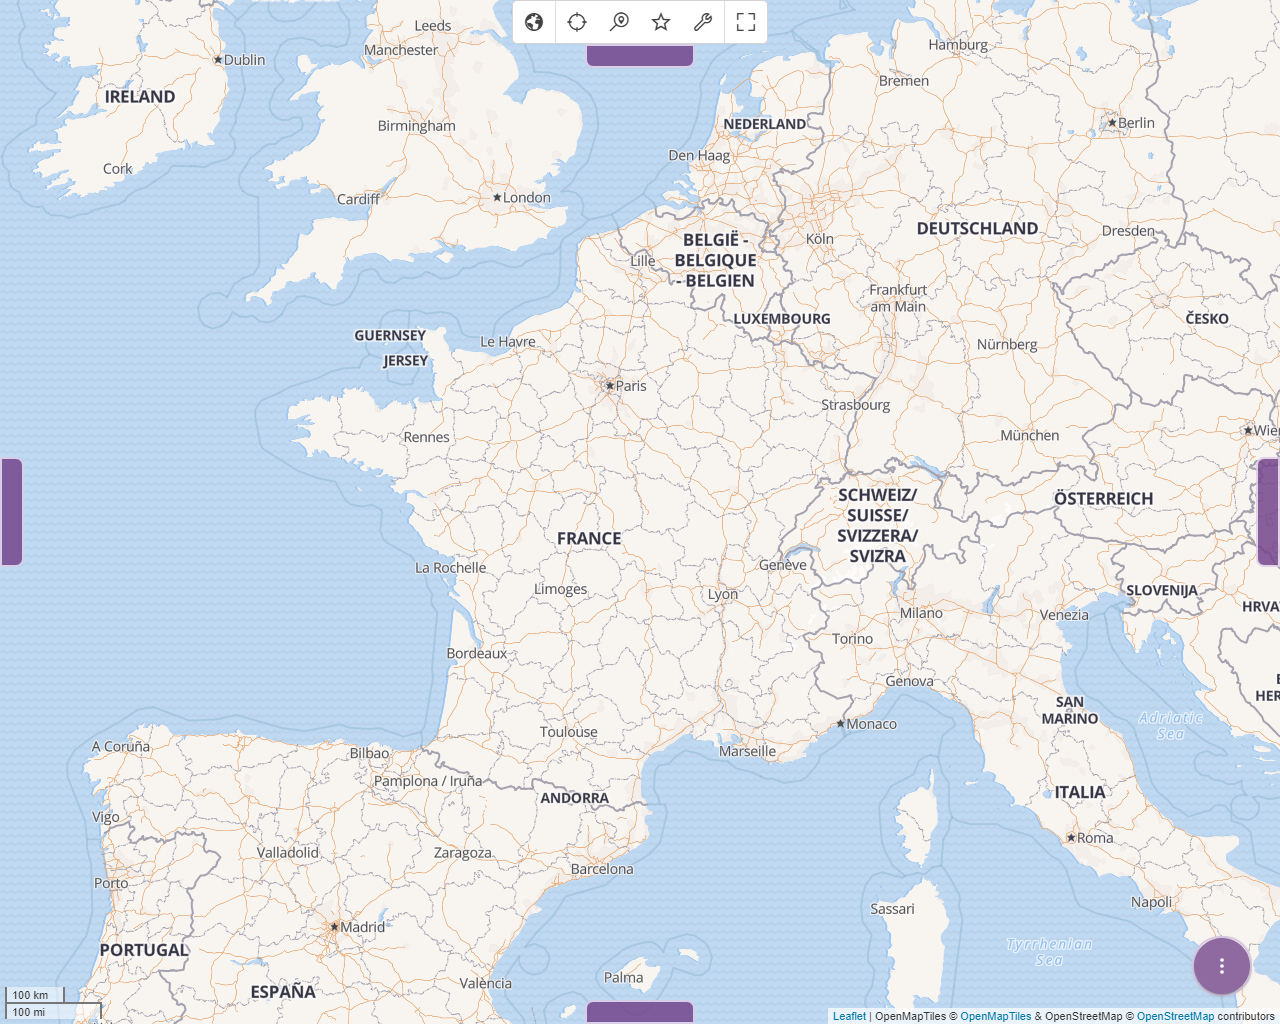 Leeds
Manchester
Dublin
IRELAND
Birmingham
Cork
Cardiff
London
Hamburg
Bremen
Berlin
NEDERLAND
Den Haag
BELGIË -
BELGIQUE
- BELGIEN
Lille
Köln
DEUTSCHLAND
Dresden
Frankfurt
am Main
LUXEMBOURG
ČESKO
Nürnberg
GUERNSEY
JERSEY
Le Havre
Paris
Strasbourg
Rennes
München
Wien
SCHWEIZ/
SUISSE/
SVIZZERA/
SVIZRA
ÖSTERREICH
FRANCE
La Rochelle
Limoges
Genève
Lyon
SLOVENIJA
HRVA
Milano
Venezia
Torino
Bordeaux
Genova
HER
SAN
MARINO
Adriatic
Sea
Monaco
Toulouse
Marseille
A Coruña
Bilbao
Pamplona / Iruña
ANDORRA
ITALIA
Vigo
Valladolid
Zaragoza
Barcelona
Roma
Porto
Sassari
Napoli
Madrid
PORTUGAL
Tyrrhenian
Sea
Palma
València
ESPAÑA
100 km
100 mi
Leaflet | OpenMapTiles © OpenMapTiles & OpenStreetMap © OpenStreetMap contributors